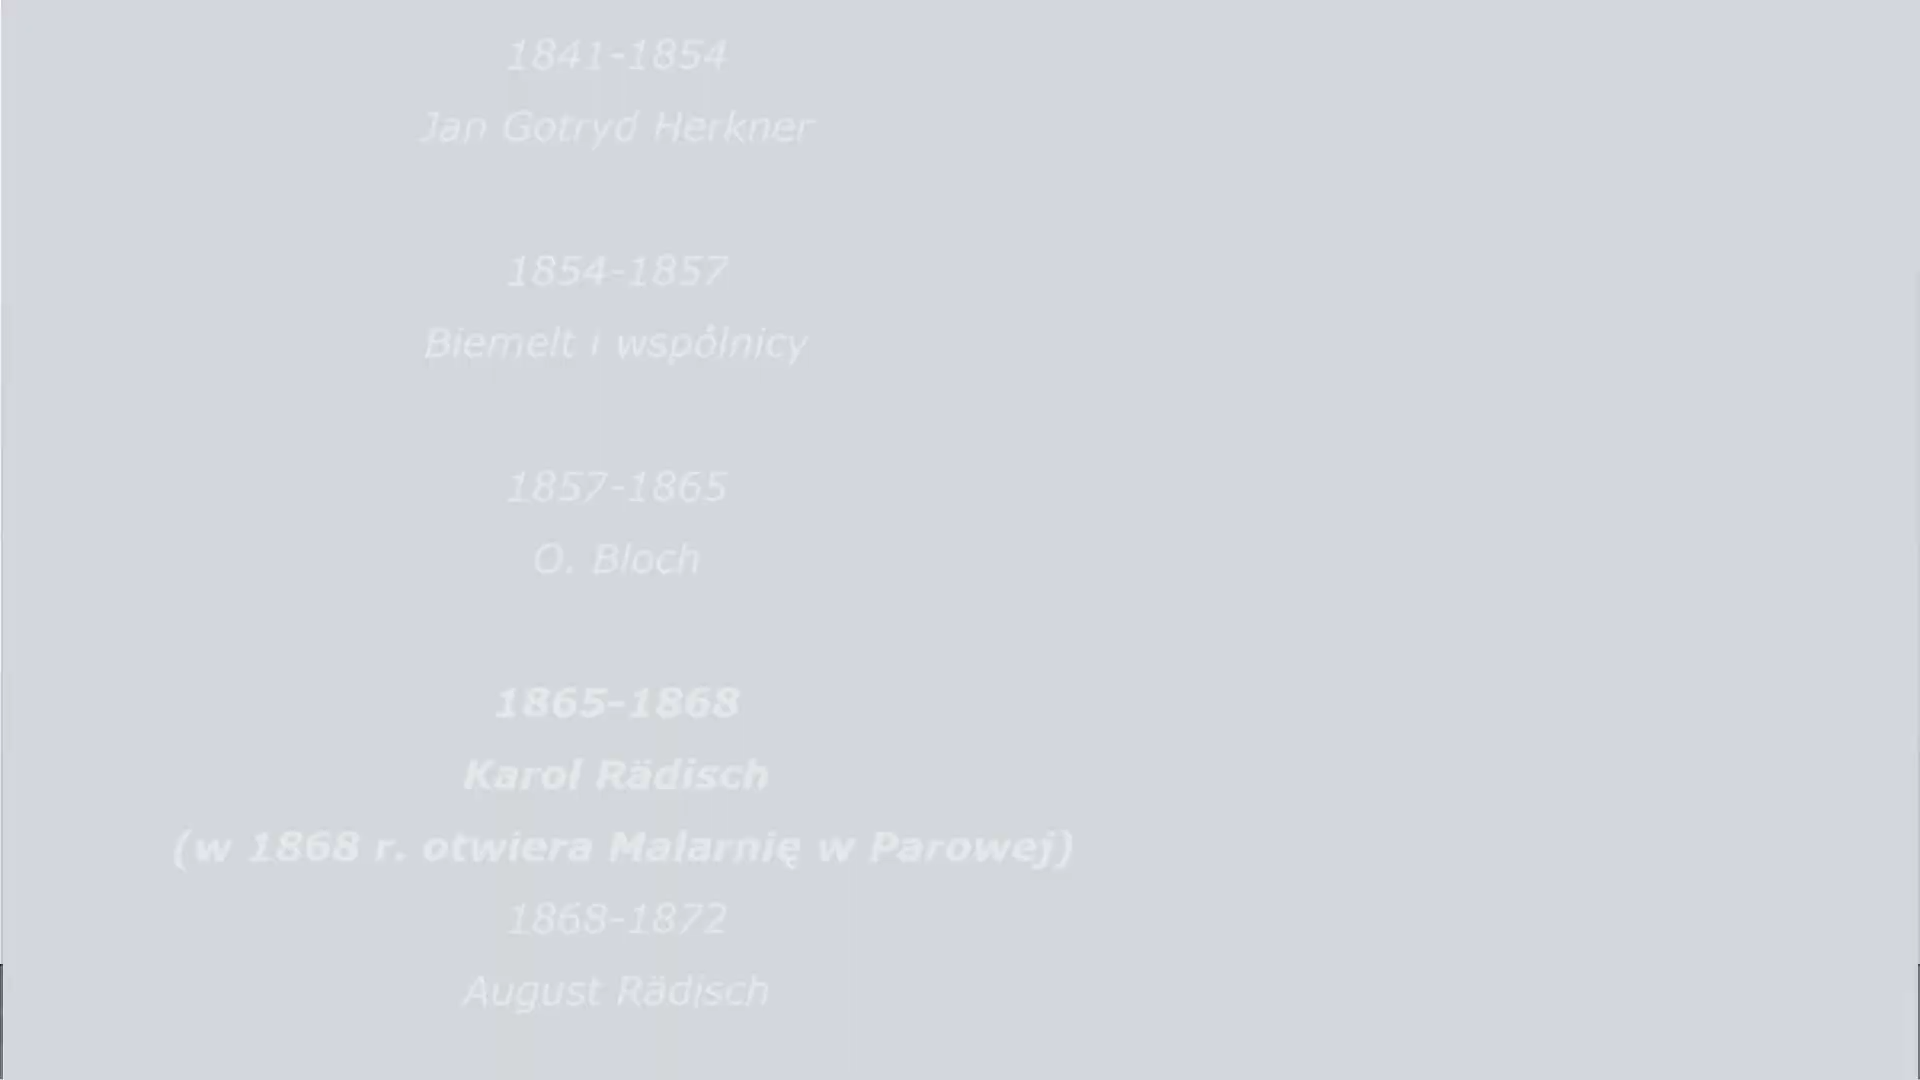 1841-1854
Jan Gotryd Herkner
1854-1857
Biemelt i wspólnicy
1857-1865
O. Bloch
1865-1868
Karol Rädisch
(w 1868 r. otwiera Malarnię w Parowej)
1868-1872
August Rädisch